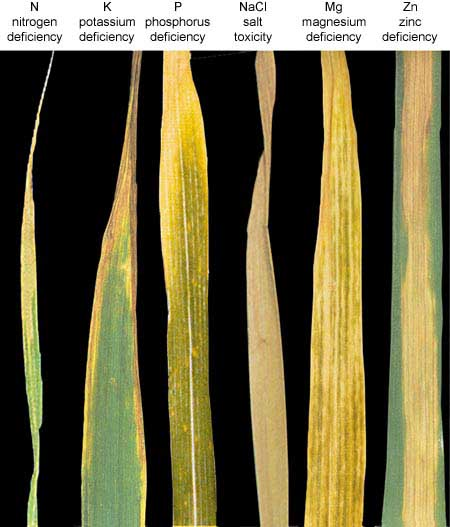 N
nitrogen
deficiency
K
potassium
deficiency
P
phosphorus
deficiency
NaCl
salt
toxicity
Mg
magnesium
deficiency
Zn
zinc
deficiency